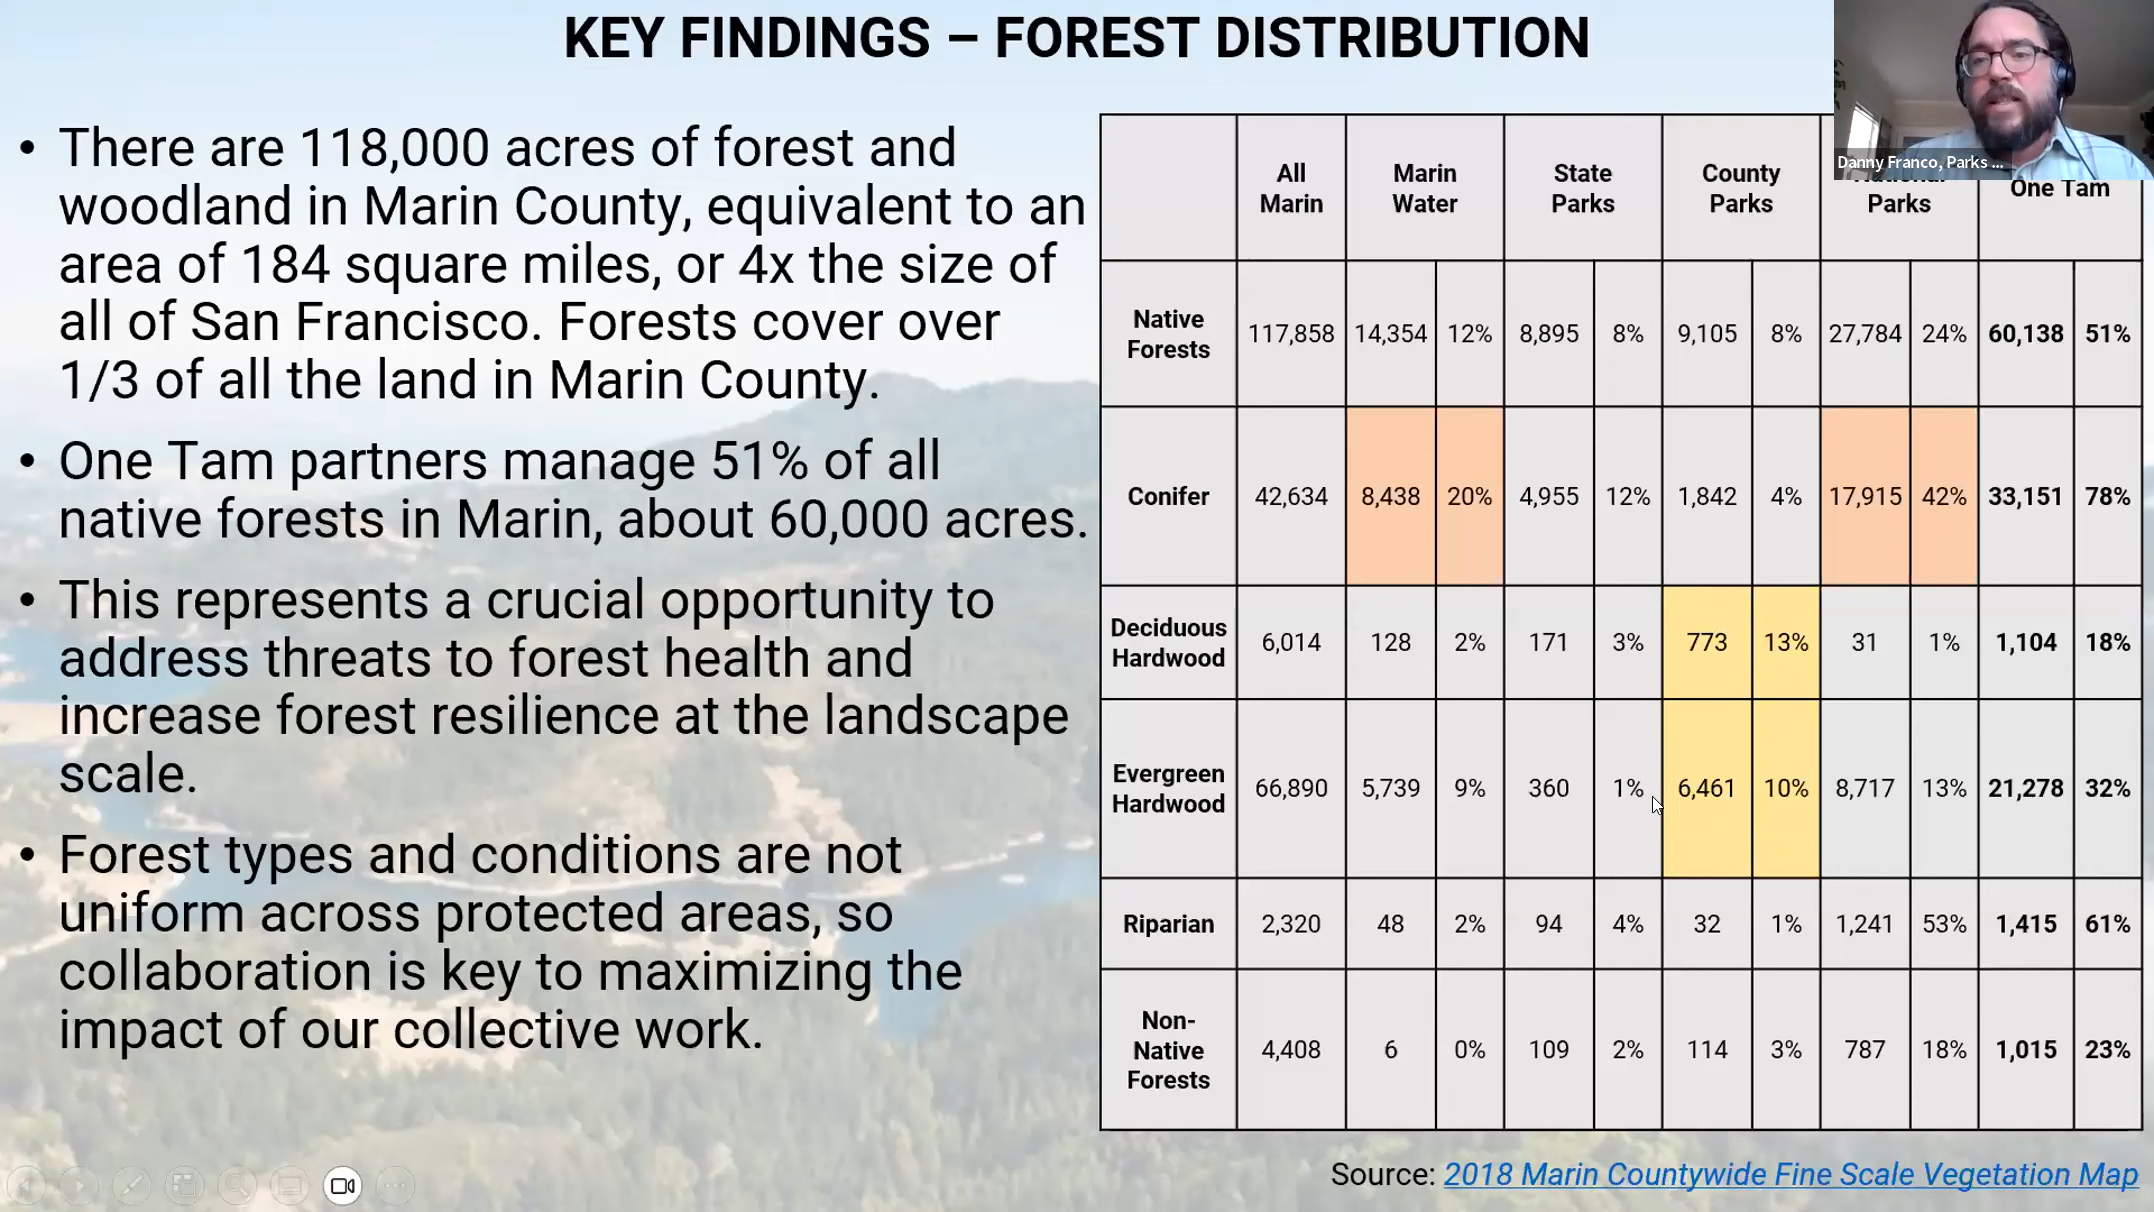 KEY FINDINGS – FOREST DISTRIBUTION
• There are 118,000 acres of forest and
woodland in Marin County, equivalent to an
area of 184 square miles, or 4x the size of
all of San Francisco. Forests cover over
1/3 of all the land in Marin County.
• One Tam partners manage 51% of all
native forests in Marin, about 60,000 acres.
• This represents a crucial opportunity to
address threats to forest health and
increase forest resilience at the landscape
scale.
• Forest types and conditions are not
uniform across protected areas, so
collaboration is key to maximizing the
impact of our collective work.
Danny Franco, Parks ...
All Marin Marin Water State Parks County Parks National Parks One Tam
Native Forests 117,858 14,354 12% 8,895 8% 9,105 8% 27,784 24% 60,138 51%
Conifer 42,634 8,438 20% 4,955 12% 1,842 4% 17,915 42% 33,151 78%
Deciduous Hardwood 6,014 128 2% 171 3% 773 13% 31 1% 1,104 18%
Evergreen Hardwood 66,890 5,739 9% 360 1% 6,461 10% 8,717 13% 21,278 32%
Riparian 2,320 48 2% 94 4% 32 1% 1,241 53% 1,415 61%
Non-Native Forests 4,408 6 0% 109 2% 114 3% 787 18% 1,015 23%
Source: 2018 Marin Countywide Fine Scale Vegetation Map